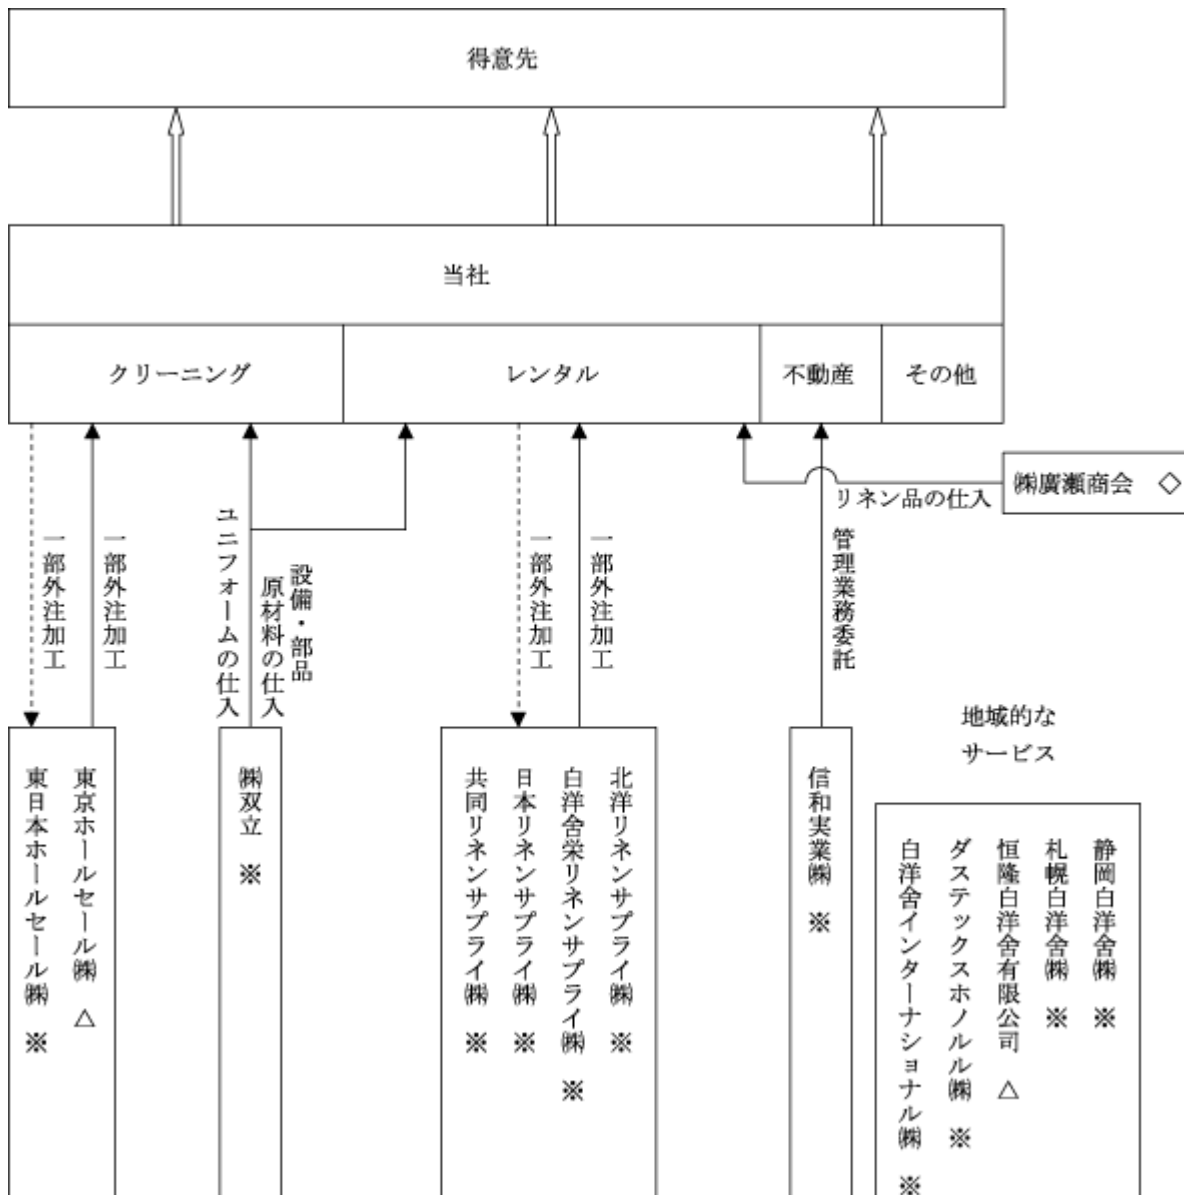 得意先
当社
クリーニング
レンタル
不動産
その他
㈱廣瀬商会 ◇
リネン品の仕入
一部外注加工
一部外注加工
ユニフォームの仕入
設備・部品
原材料の仕入
一部外注加工
一部外注加工
管理業務委託
地域的な
サービス
東京ホールセール㈱ △
東日本ホールセール㈱ ※
㈱双立 ※
北洋リネンサプライ㈱ ※
白洋舍栄リネンサプライ㈱ ※
日本リネンサプライ㈱ ※
共同リネンサプライ㈱ ※
信和実業㈱ ※
静岡白洋舍㈱ ※
札幌白洋舍㈱ ※
恒隆白洋舍有限公司 △
ダステックスホノルル㈱ ※
白洋舍インターナショナル㈱ ※